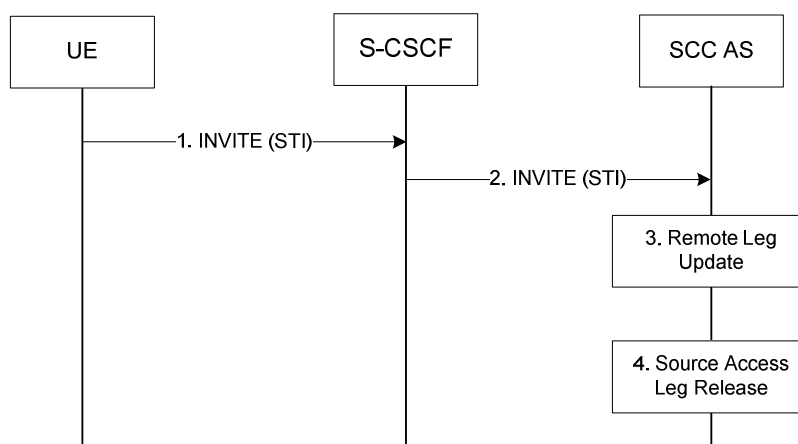 UE
S-CSCF
SCC AS
1. INVITE (STI)
2. INVITE (STI)
3. Remote Leg
Update
4. Source Access
Leg Release